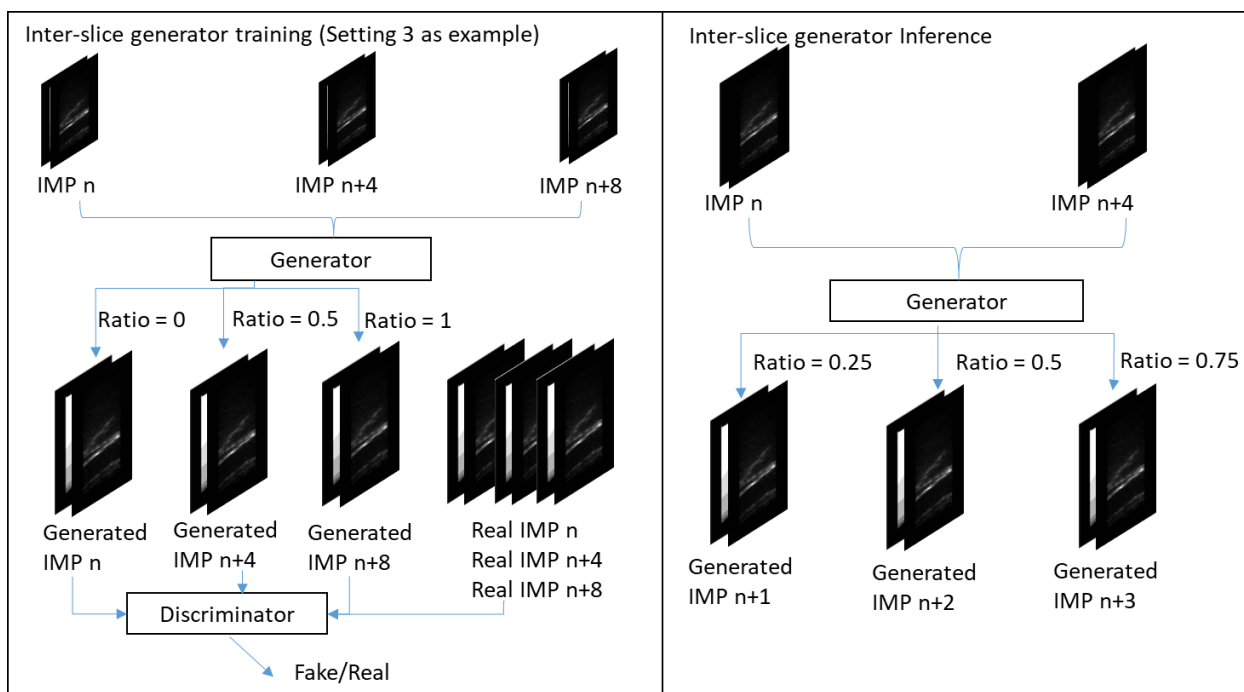 Inter-slice generator training (Setting 3 as example)
IMP n
IMP n+4
IMP n+8
Generator
Ratio = 0
Ratio = 0.5
Ratio = 1
Generated
IMP n
Generated
IMP n+4
Generated
IMP n+8
Real IMP n
Real IMP n+4
Real IMP n+8
Discriminator
Fake/Real
Inter-slice generator Inference
IMP n
IMP n+4
Generator
Ratio = 0.25
Ratio = 0.5
Ratio = 0.75
Generated
IMP n+1
Generated
IMP n+2
Generated
IMP n+3